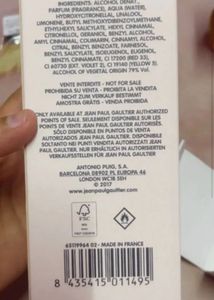 INGREDIENTS: ALCOHOL DENAT.,
PARFUM (FRAGRANCE), AQUA (WATER),
HYDROXYCITRONELLAL, LINALOOL,
LIMONENE, BUTYL METHOXYDIBENZOYLMETHANE,
ETHYLHEXYL SALICYLATE, HEXYL CINNAMAL,
CITRONELLOL, GERANIOL, BENZYL ALCOHOL,
AMYL CINNAMAL, COUMARIN, CINNAMYL ALCOHOL,
CITRAL, BENZYL BENZOATE, FARNESOL,
BENZYL SALICYLATE, ISOEUGENOL, EUGENOL,
BENZYL CINNAMATE, CI 17200 (RED 33),
CI 60730 (EXT. VIOLET 2), CI 19140 (YELLOW 5)
ALCOHOL OF VEGETAL ORIGIN 79% Vol.
VENTE INTERDITE - NOT FOR SALE
PROHIBIDA SU VENTA - PROIBITA LA VENDITA
NICHT ZUM VERKAUF BESTIMMT
AMOSTRA GRÁTIS - VENDA PROIBIDA
ONLY AVAILABLE AT JEAN PAUL GAULTIER AUTHORIZED
POINTS OF SALE. SEULEMENT DISPONIBLE SUR LES
POINTS DE VENTE AGRÉÉS JEAN PAUL GAULTIER.
SÓLO DISPONIBLE EN PUNTOS DE VENTA
AUTORIZADOS JEAN PAUL GAULTIER. DISPONIBILE
SOLTANTO NEI PUNTI VENDITA AUTORIZZATI
JEAN PAUL GAULTIER. NUR ERHÄLTLICH IN AUTORISIERTEN
VERKAUFSSTELLEN FÜR JEAN PAUL GAULTIER
ANTONIO PUIG, S.A.
BARCELONA 08902 PL EUROPA 46
LONDON WC1B 5EH
© 2017
www.jeanpaulgaultier.com
FSC
65119964 02 - MADE IN FRANCE
8 435415 011495